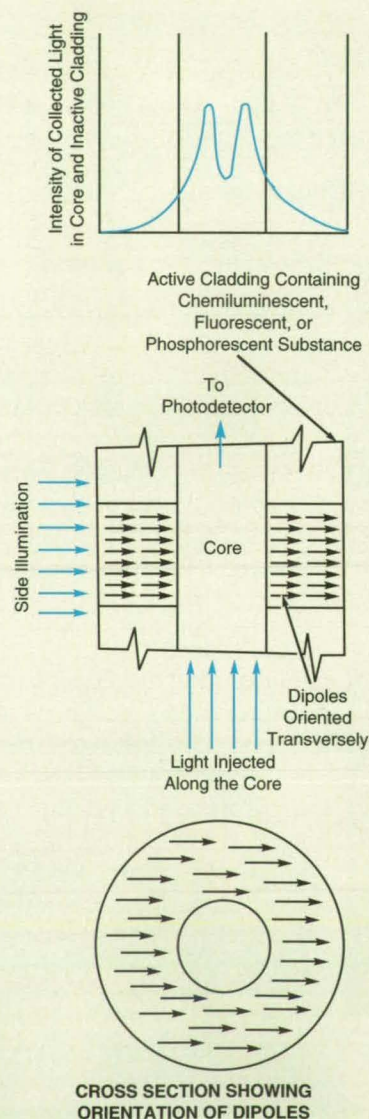 Intensity of Collected Light
in Core and Inactive Cladding
Active Cladding Containing
Chemiluminescent,
Fluorescent, or
Phosphorescent Substance
To
Photodetector
Side Illumination
Core
Dipoles
Oriented
Transversely
Light Injected
Along the Core
CROSS SECTION SHOWING
ORIENTATION OF DIPOLES